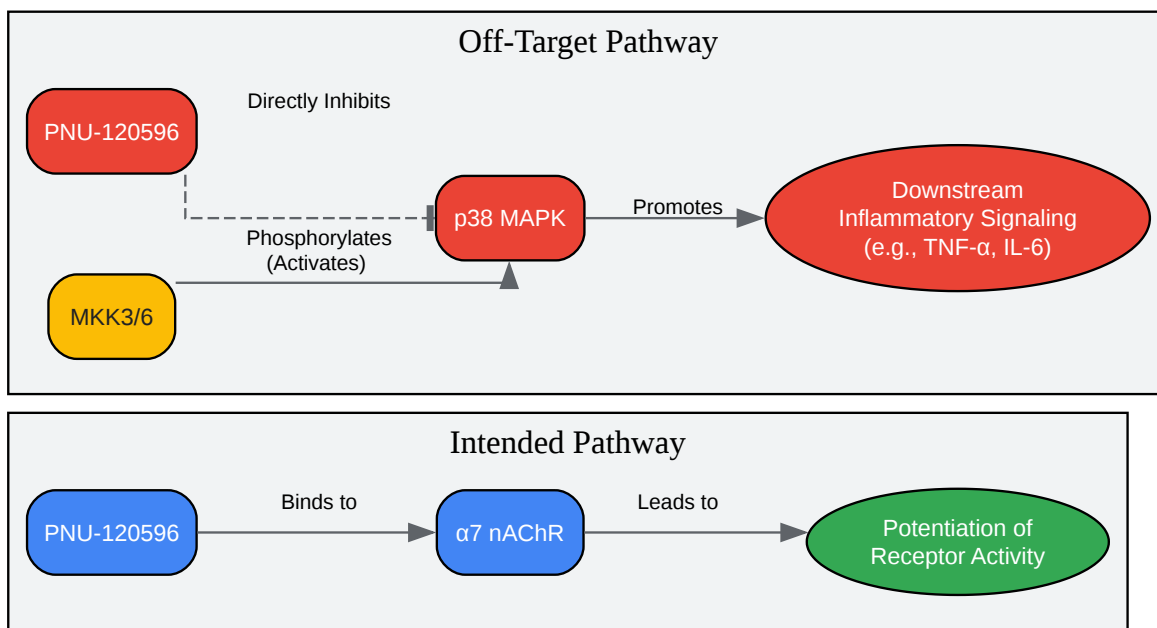 Off-Target Pathway
Directly Inhibits
PNU-120596
p38 MAPK
Promotes
Downstream
Inflammatory Signaling
(e.g., TNF-α, IL-6)
Phosphorylates
(Activates)
MKK3/6
Intended Pathway
PNU-120596
Binds to
α7 nAChR
Leads to
Potentiation of
Receptor Activity